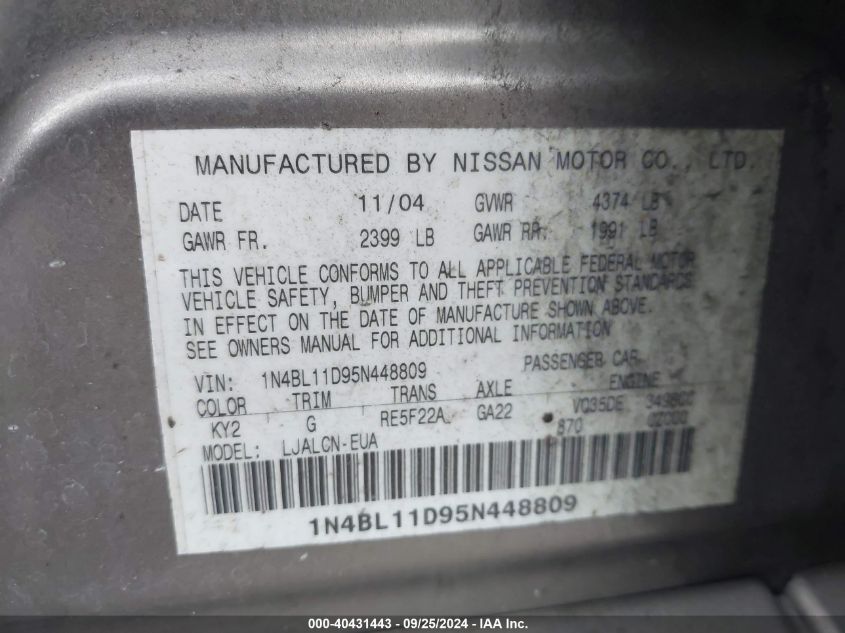 MANUFACTURED BY NISSAN MOTOR CO., LTD.
DATE 11/04 GVWR 4374 LB
GAWR FR. 2399 LB GAWR RR. 1991 LB
THIS VEHICLE CONFORMS TO ALL APPLICABLE FEDERAL MOTOR
VEHICLE SAFETY, BUMPER AND THEFT PREVENTION STANDARDS
IN EFFECT ON THE DATE OF MANUFACTURE SHOWN ABOVE.
SEE OWNERS MANUAL FOR ADDITIONAL INFORMATION
VIN: 1N4BL11D95N448809 PASSENGER CAR
COLOR TRIM TRANS AXLE ENGINE
KY2 G RE5F22A GA22 VQ35DE 3498CC
MODEL: LJALCN-EUA 870 0Z000
1N4BL11D95N448809
000-40431443 - 09/25/2024 - IAA Inc.